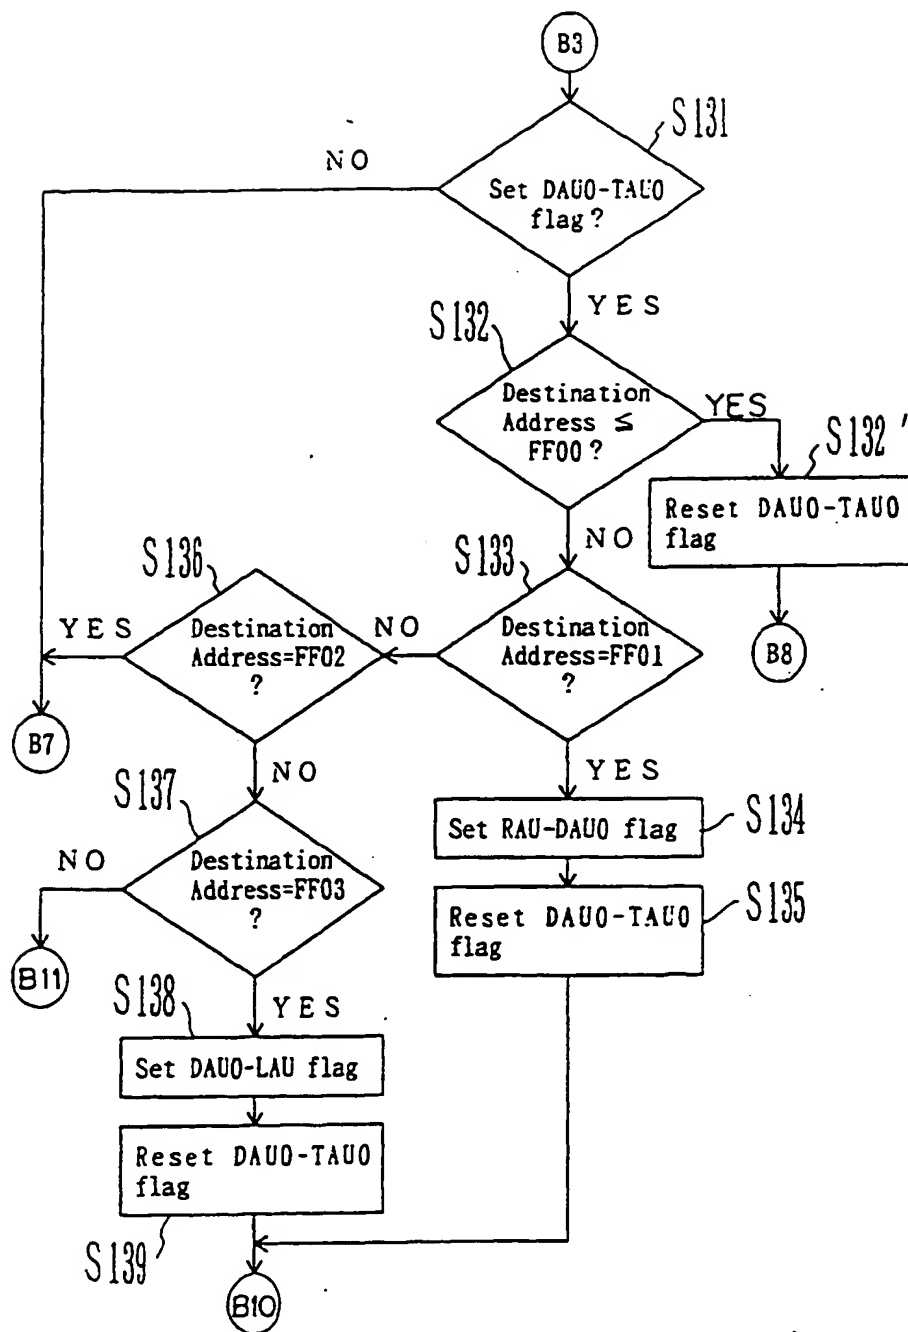 B3
S131
NO
Set DAU0-TAU0
flag?
YES
S132
Destination
Address ≤
FF00?
YES
S132'
Reset DAU0-TAU0
flag
NO
S136
S133
YES
Destination
Address=FF02
?
NO
Destination
Address=FF01
?
B8
B7
NO
YES
S137
Set RAU-DAU0 flag
S134
NO
Destination
Address=FF03
?
Reset DAU0-TAU0
flag
S135
B11
S138
YES
Set DAU0-LAU flag
Reset DAU0-TAU0
flag
S139
B10